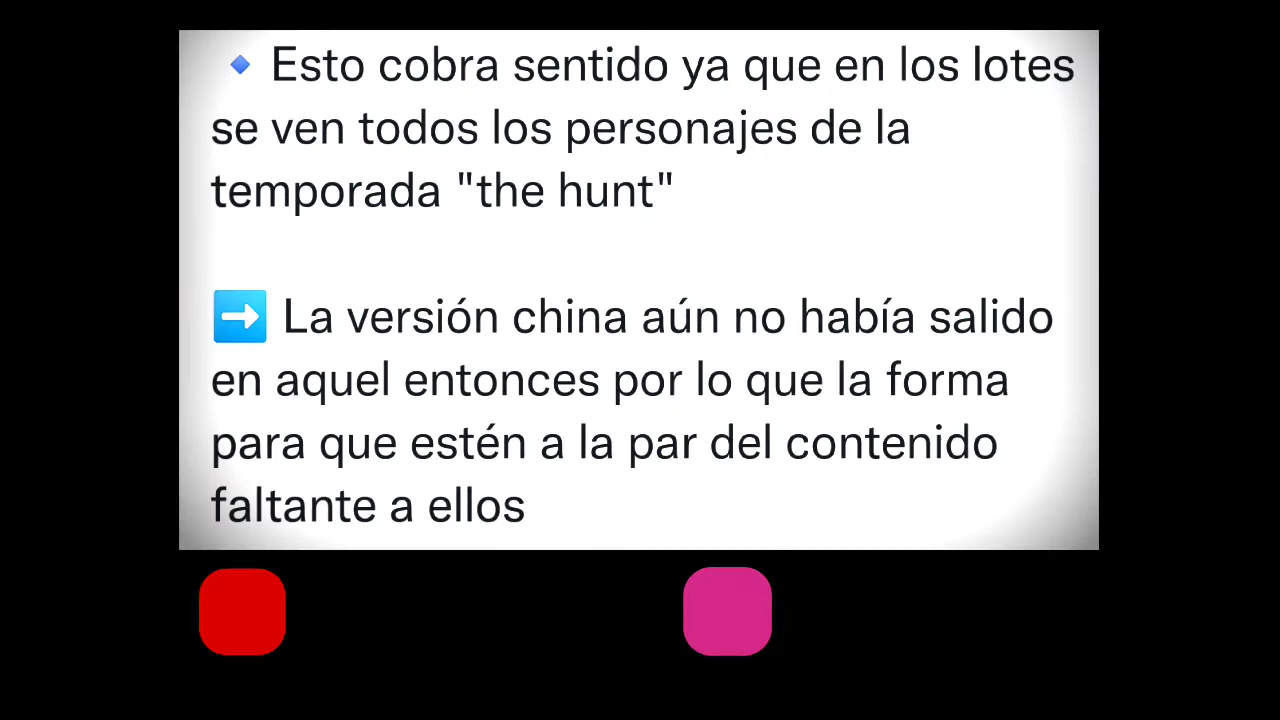 🔹 Esto cobra sentido ya que en los lotes
se ven todos los personajes de la
temporada "the hunt"
➡️ La versión china aún no había salido
en aquel entonces por lo que la forma
para que estén a la par del contenido
faltante a ellos